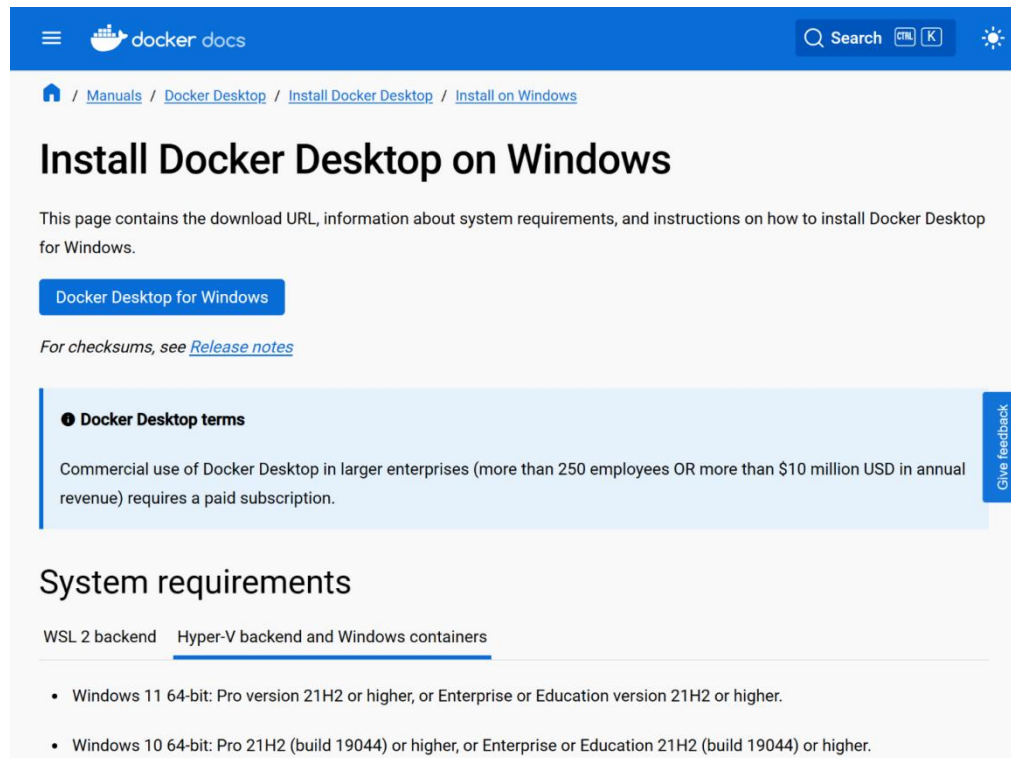 docker docs
Search CTRL K
/ Manuals / Docker Desktop / Install Docker Desktop / Install on Windows
Install Docker Desktop on Windows
This page contains the download URL, information about system requirements, and instructions on how to install Docker Desktop
for Windows.
Docker Desktop for Windows
For checksums, see Release notes
Docker Desktop terms
Commercial use of Docker Desktop in larger enterprises (more than 250 employees OR more than $10 million USD in annual
revenue) requires a paid subscription.
Give feedback
System requirements
WSL 2 backend Hyper-V backend and Windows containers
• Windows 11 64-bit: Pro version 21H2 or higher, or Enterprise or Education version 21H2 or higher.
• Windows 10 64-bit: Pro 21H2 (build 19044) or higher, or Enterprise or Education 21H2 (build 19044) or higher.